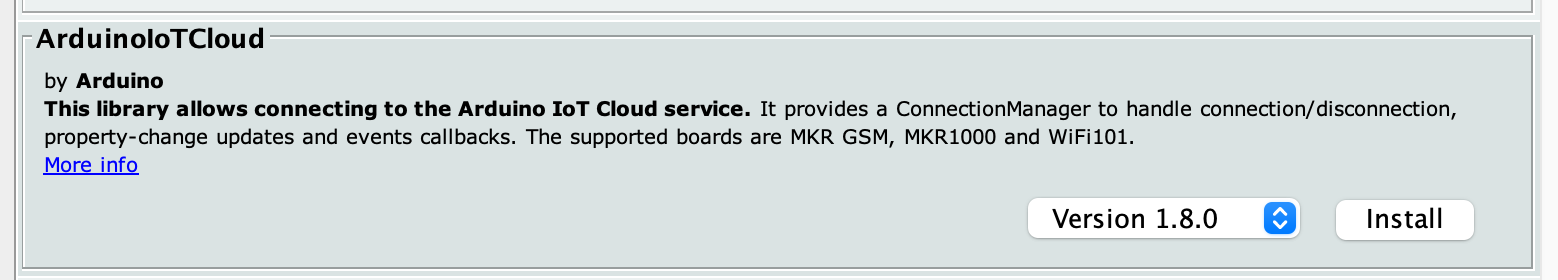 ArduinoIoTCloud
by Arduino
This library allows connecting to the Arduino IoT Cloud service. It provides a ConnectionManager to handle connection/disconnection,
property-change updates and events callbacks. The supported boards are MKR GSM, MKR1000 and WiFi101.
More info
Version 1.8.0
Install